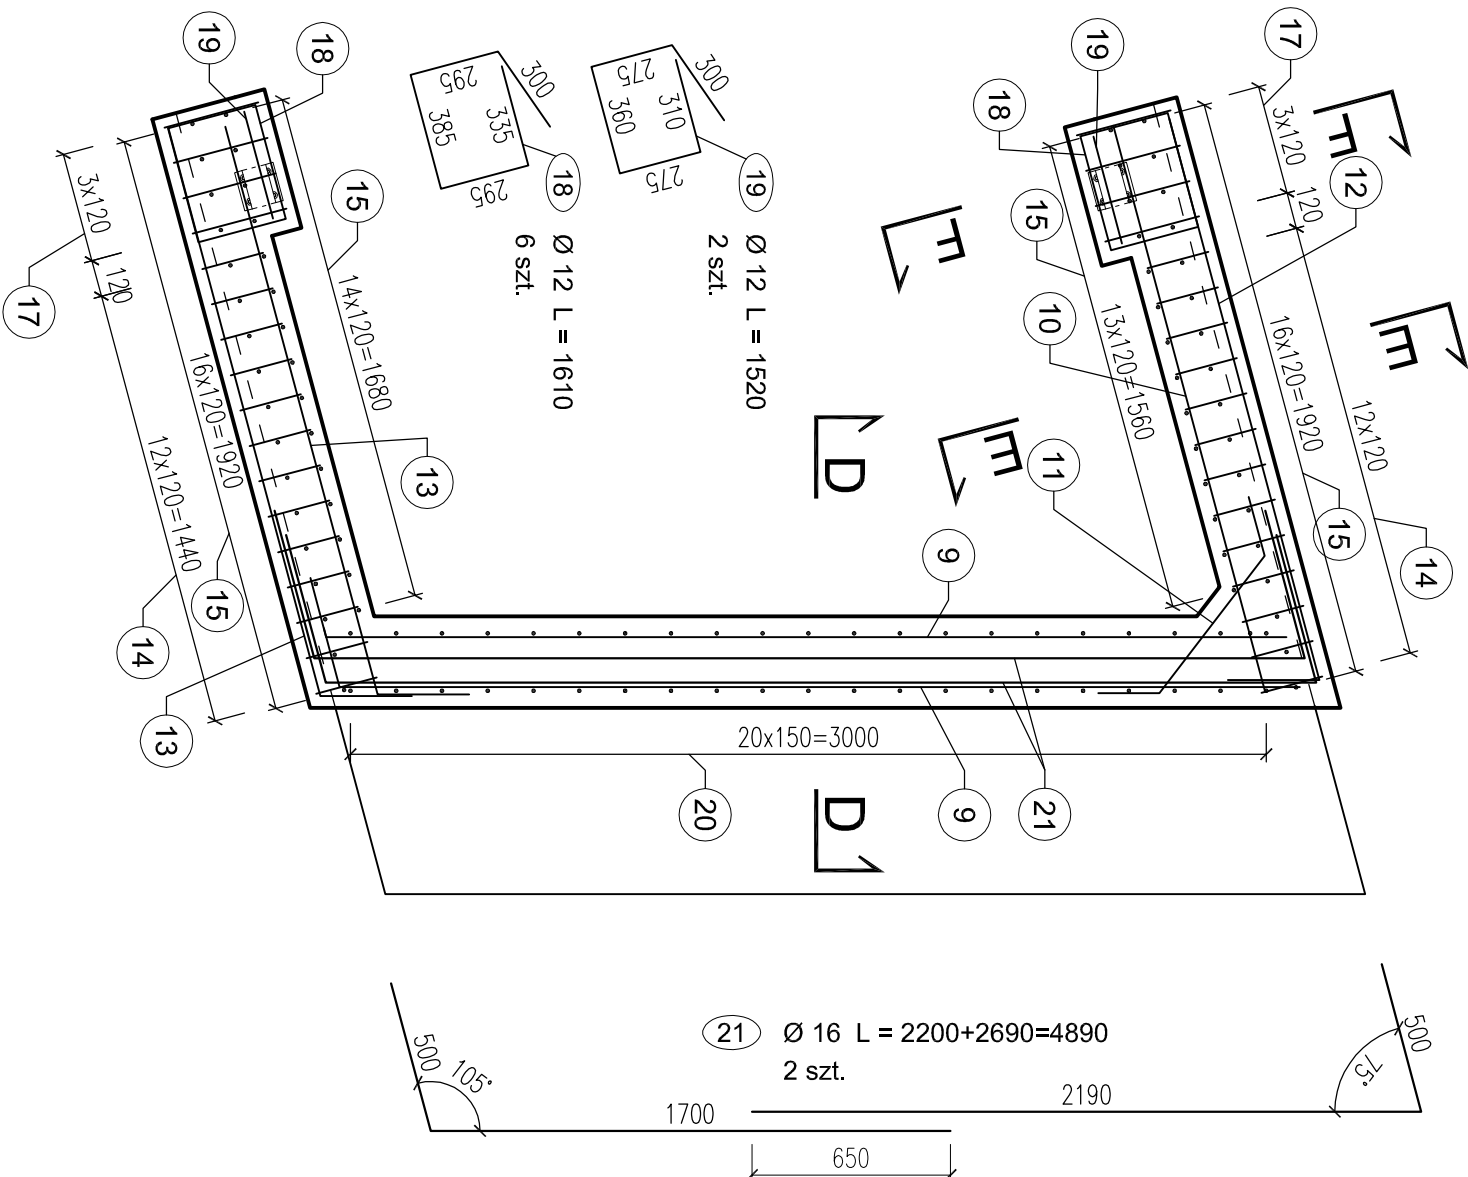 19
18
295
385
335
300
295
18
Ø 12 L = 1610
6 szt.
275
360
310
300
275
19
Ø 12 L = 1520
2 szt.
19
18
17
3x120
120
12x120
E
E
E
E
12
15
10
13x120=1560
16x120=1920
11
15
14
3x120
120
17
15
14x120=1680
16x120=1920
12x120=1440
13
15
14
13
D
D
9
9
20x150=3000
20
21
21
Ø 16 L = 2200+2690=4890
2 szt.
500
105°
1700
2190
500
75°
650